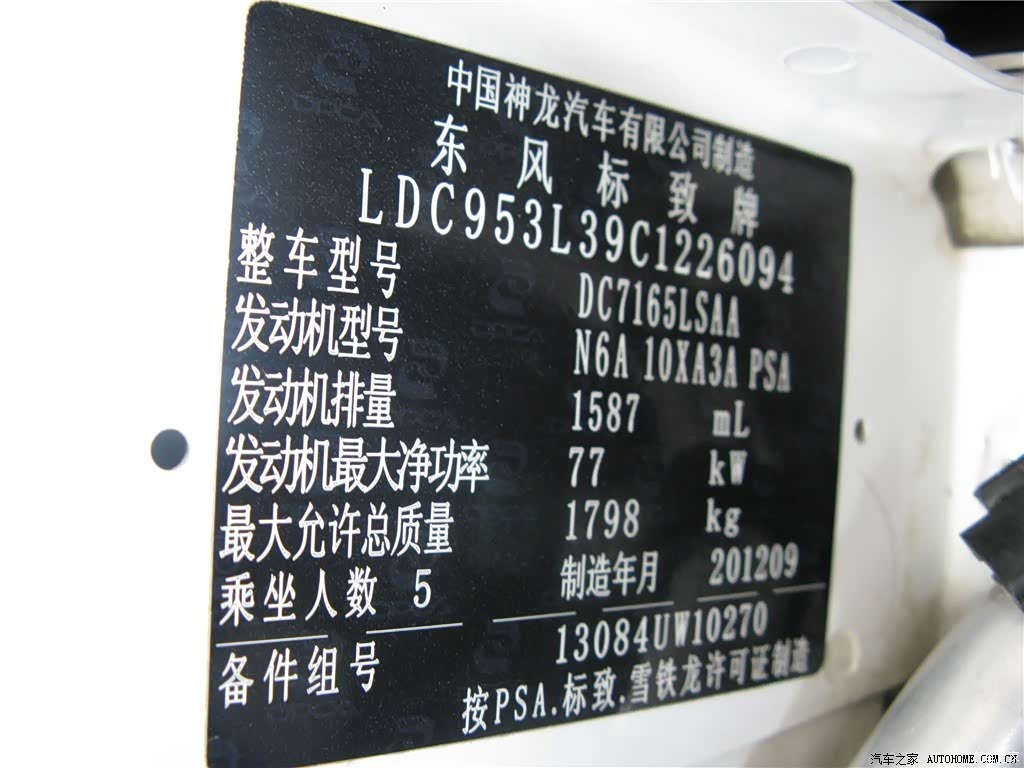 中国神龙汽车有限公司制造
东风标致牌
LDC953L39C1226094
整车型号 DC7165LSAA
发动机型号 N6A 10XA3A PSA
发动机排量 1587 mL
发动机最大净功率 77 kW
最大允许总质量 1798 kg
乘坐人数 5 制造年月 201209
备件组号 13084UW10270
按PSA.标致.雪铁龙许可证制造
汽车之家 AUTOHOME.COM.CN